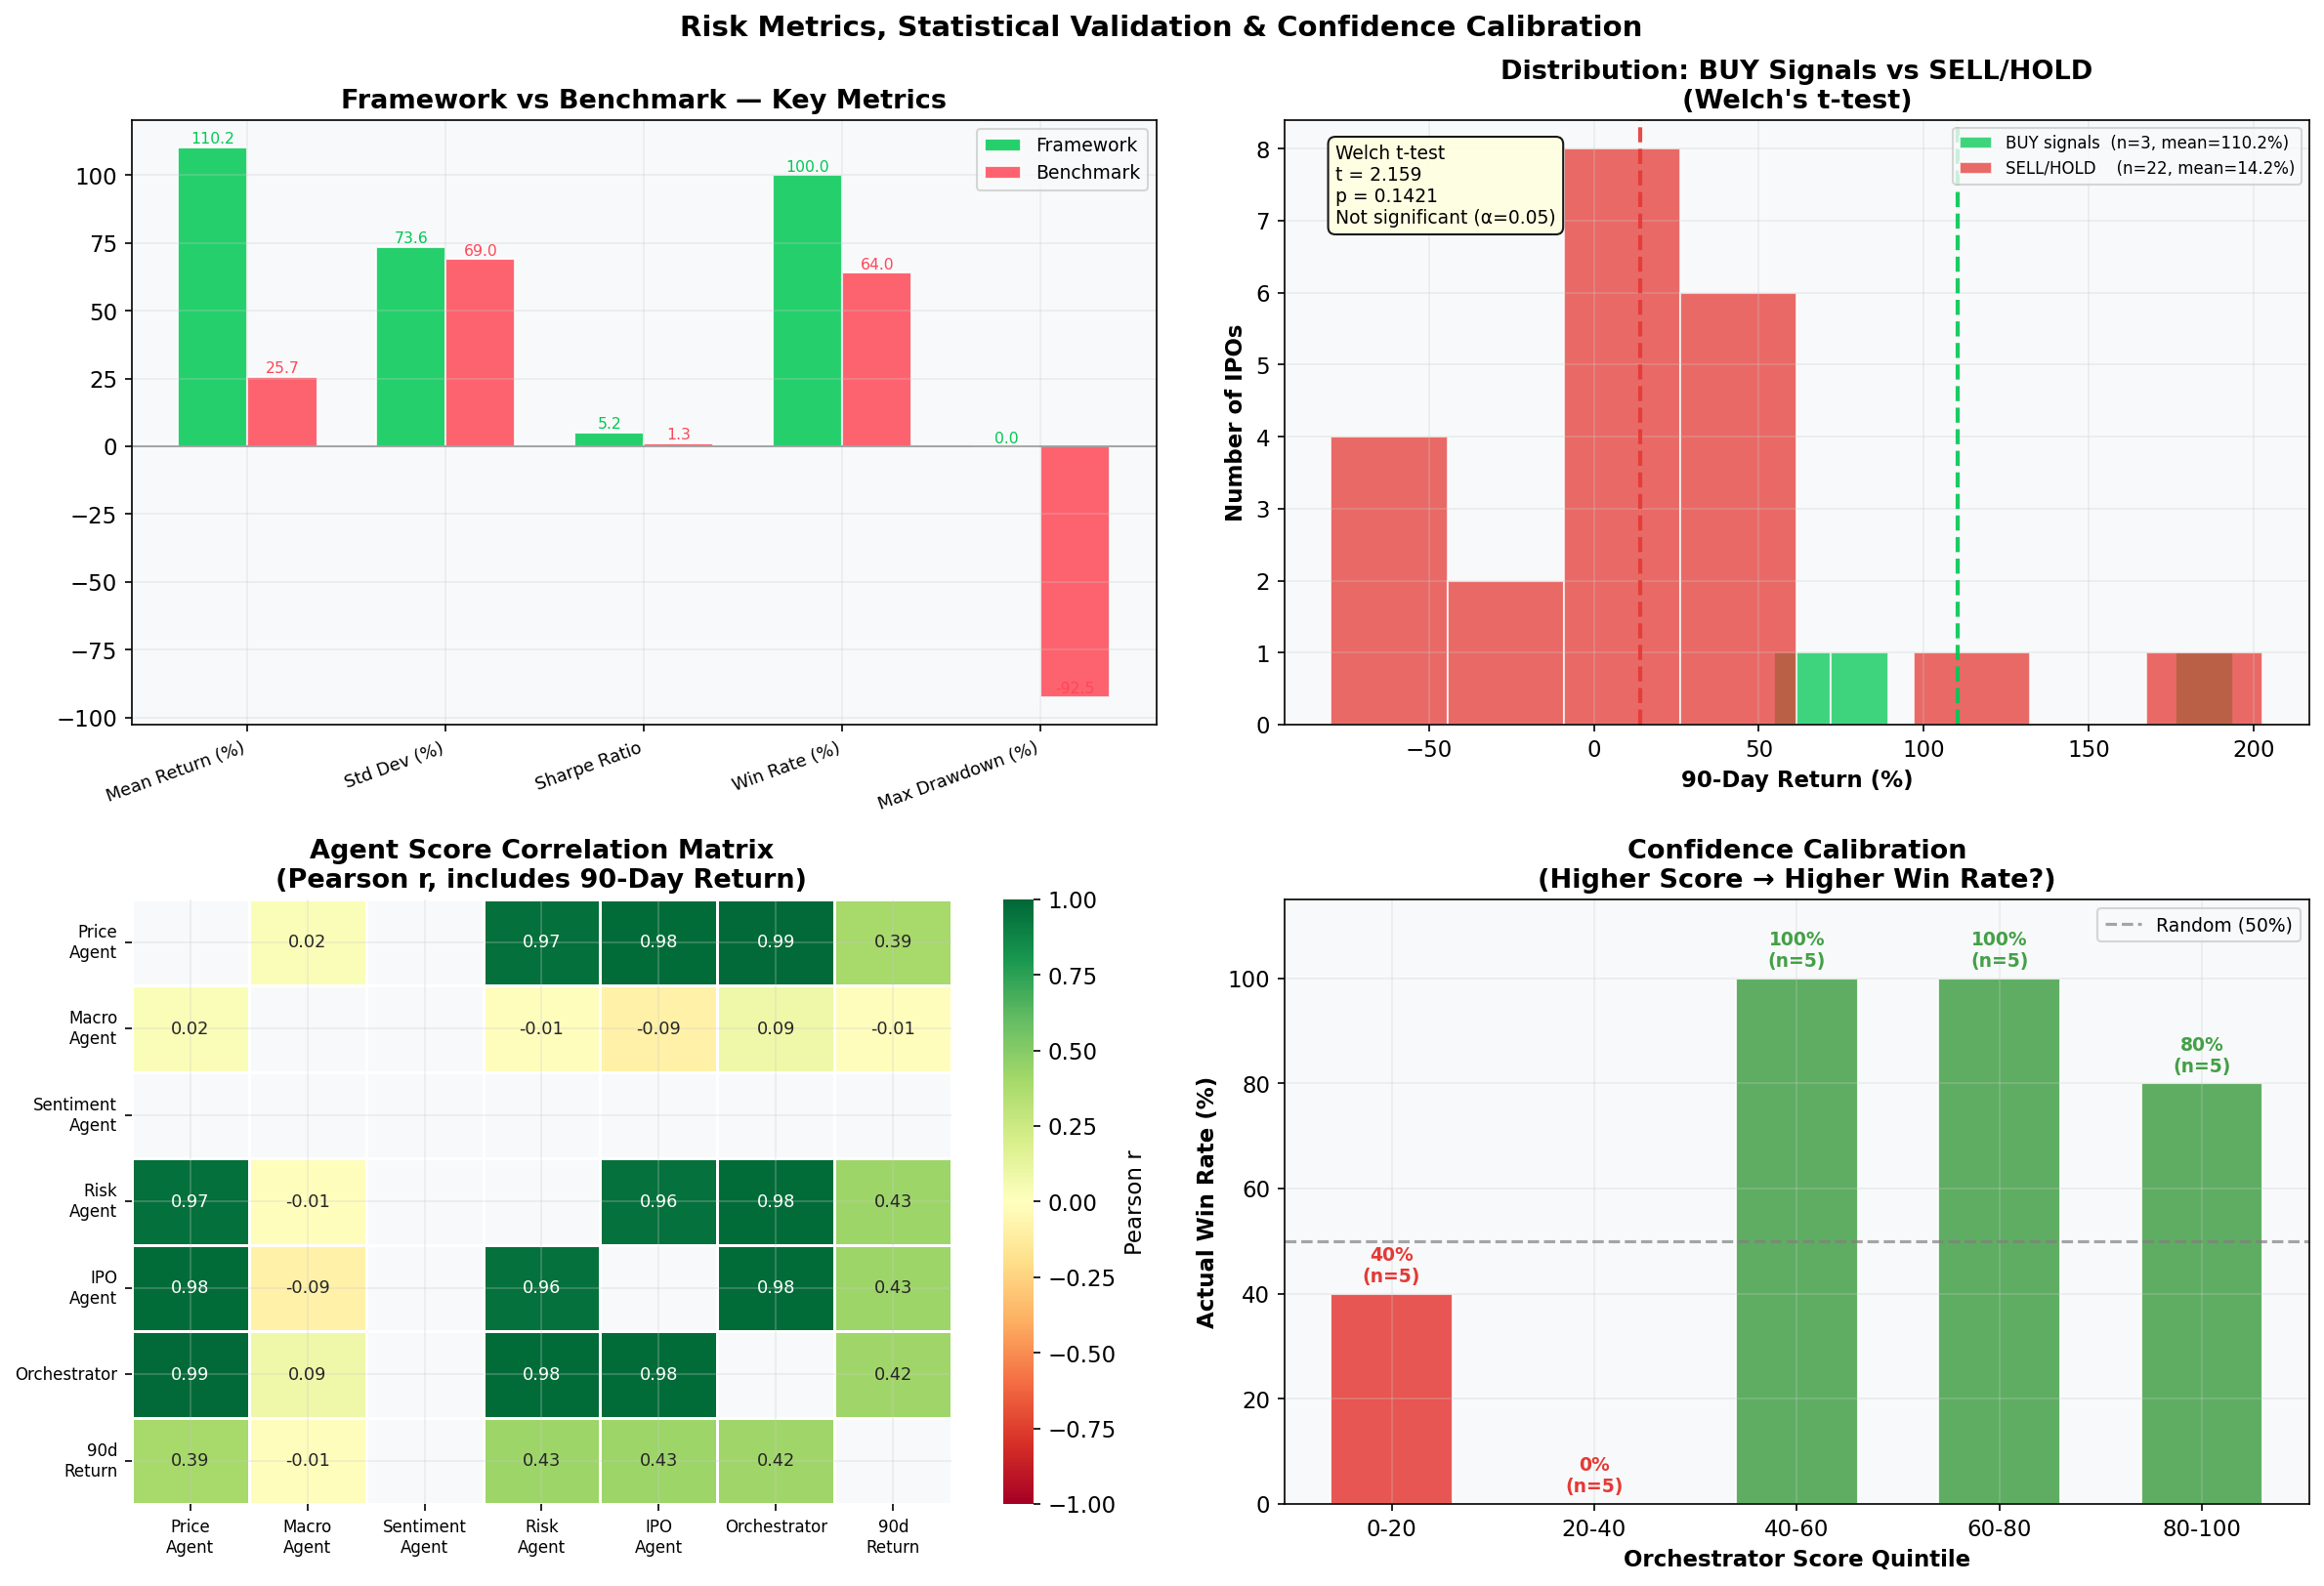 Risk Metrics, Statistical Validation & Confidence Calibration
Framework vs Benchmark — Key Metrics
Framework
Benchmark
110.2
25.7
73.6
69.0
5.2
1.3
100.0
64.0
0.0
-92.5
100
75
50
25
0
−25
−50
−75
−100
Mean Return (%)
Std Dev (%)
Sharpe Ratio
Win Rate (%)
Max Drawdown (%)
Distribution: BUY Signals vs SELL/HOLD
(Welch's t-test)
Welch t-test
t = 2.159
p = 0.1421
Not significant (α=0.05)
BUY signals (n=3, mean=110.2%)
SELL/HOLD (n=22, mean=14.2%)
Number of IPOs
8
7
6
5
4
3
2
1
0
−50
0
50
100
150
200
90-Day Return (%)
Agent Score Correlation Matrix
(Pearson r, includes 90-Day Return)
Price
Agent
0.02
0.97
0.98
0.99
0.39
Macro
Agent
0.02
-0.01
-0.09
0.09
-0.01
Sentiment
Agent
Risk
Agent
0.97
-0.01
0.96
0.98
0.43
IPO
Agent
0.98
-0.09
0.96
0.98
0.43
Orchestrator
0.99
0.09
0.98
0.98
0.42
90d
Return
0.39
-0.01
0.43
0.43
0.42
Price
Agent
Macro
Agent
Sentiment
Agent
Risk
Agent
IPO
Agent
Orchestrator
90d
Return
1.00
0.75
0.50
0.25
0.00
−0.25
−0.50
−0.75
−1.00
Pearson r
Confidence Calibration
(Higher Score → Higher Win Rate?)
Random (50%)
Actual Win Rate (%)
100
80
60
40
20
0
40%
(n=5)
0%
(n=5)
100%
(n=5)
100%
(n=5)
80%
(n=5)
0-20
20-40
40-60
60-80
80-100
Orchestrator Score Quintile